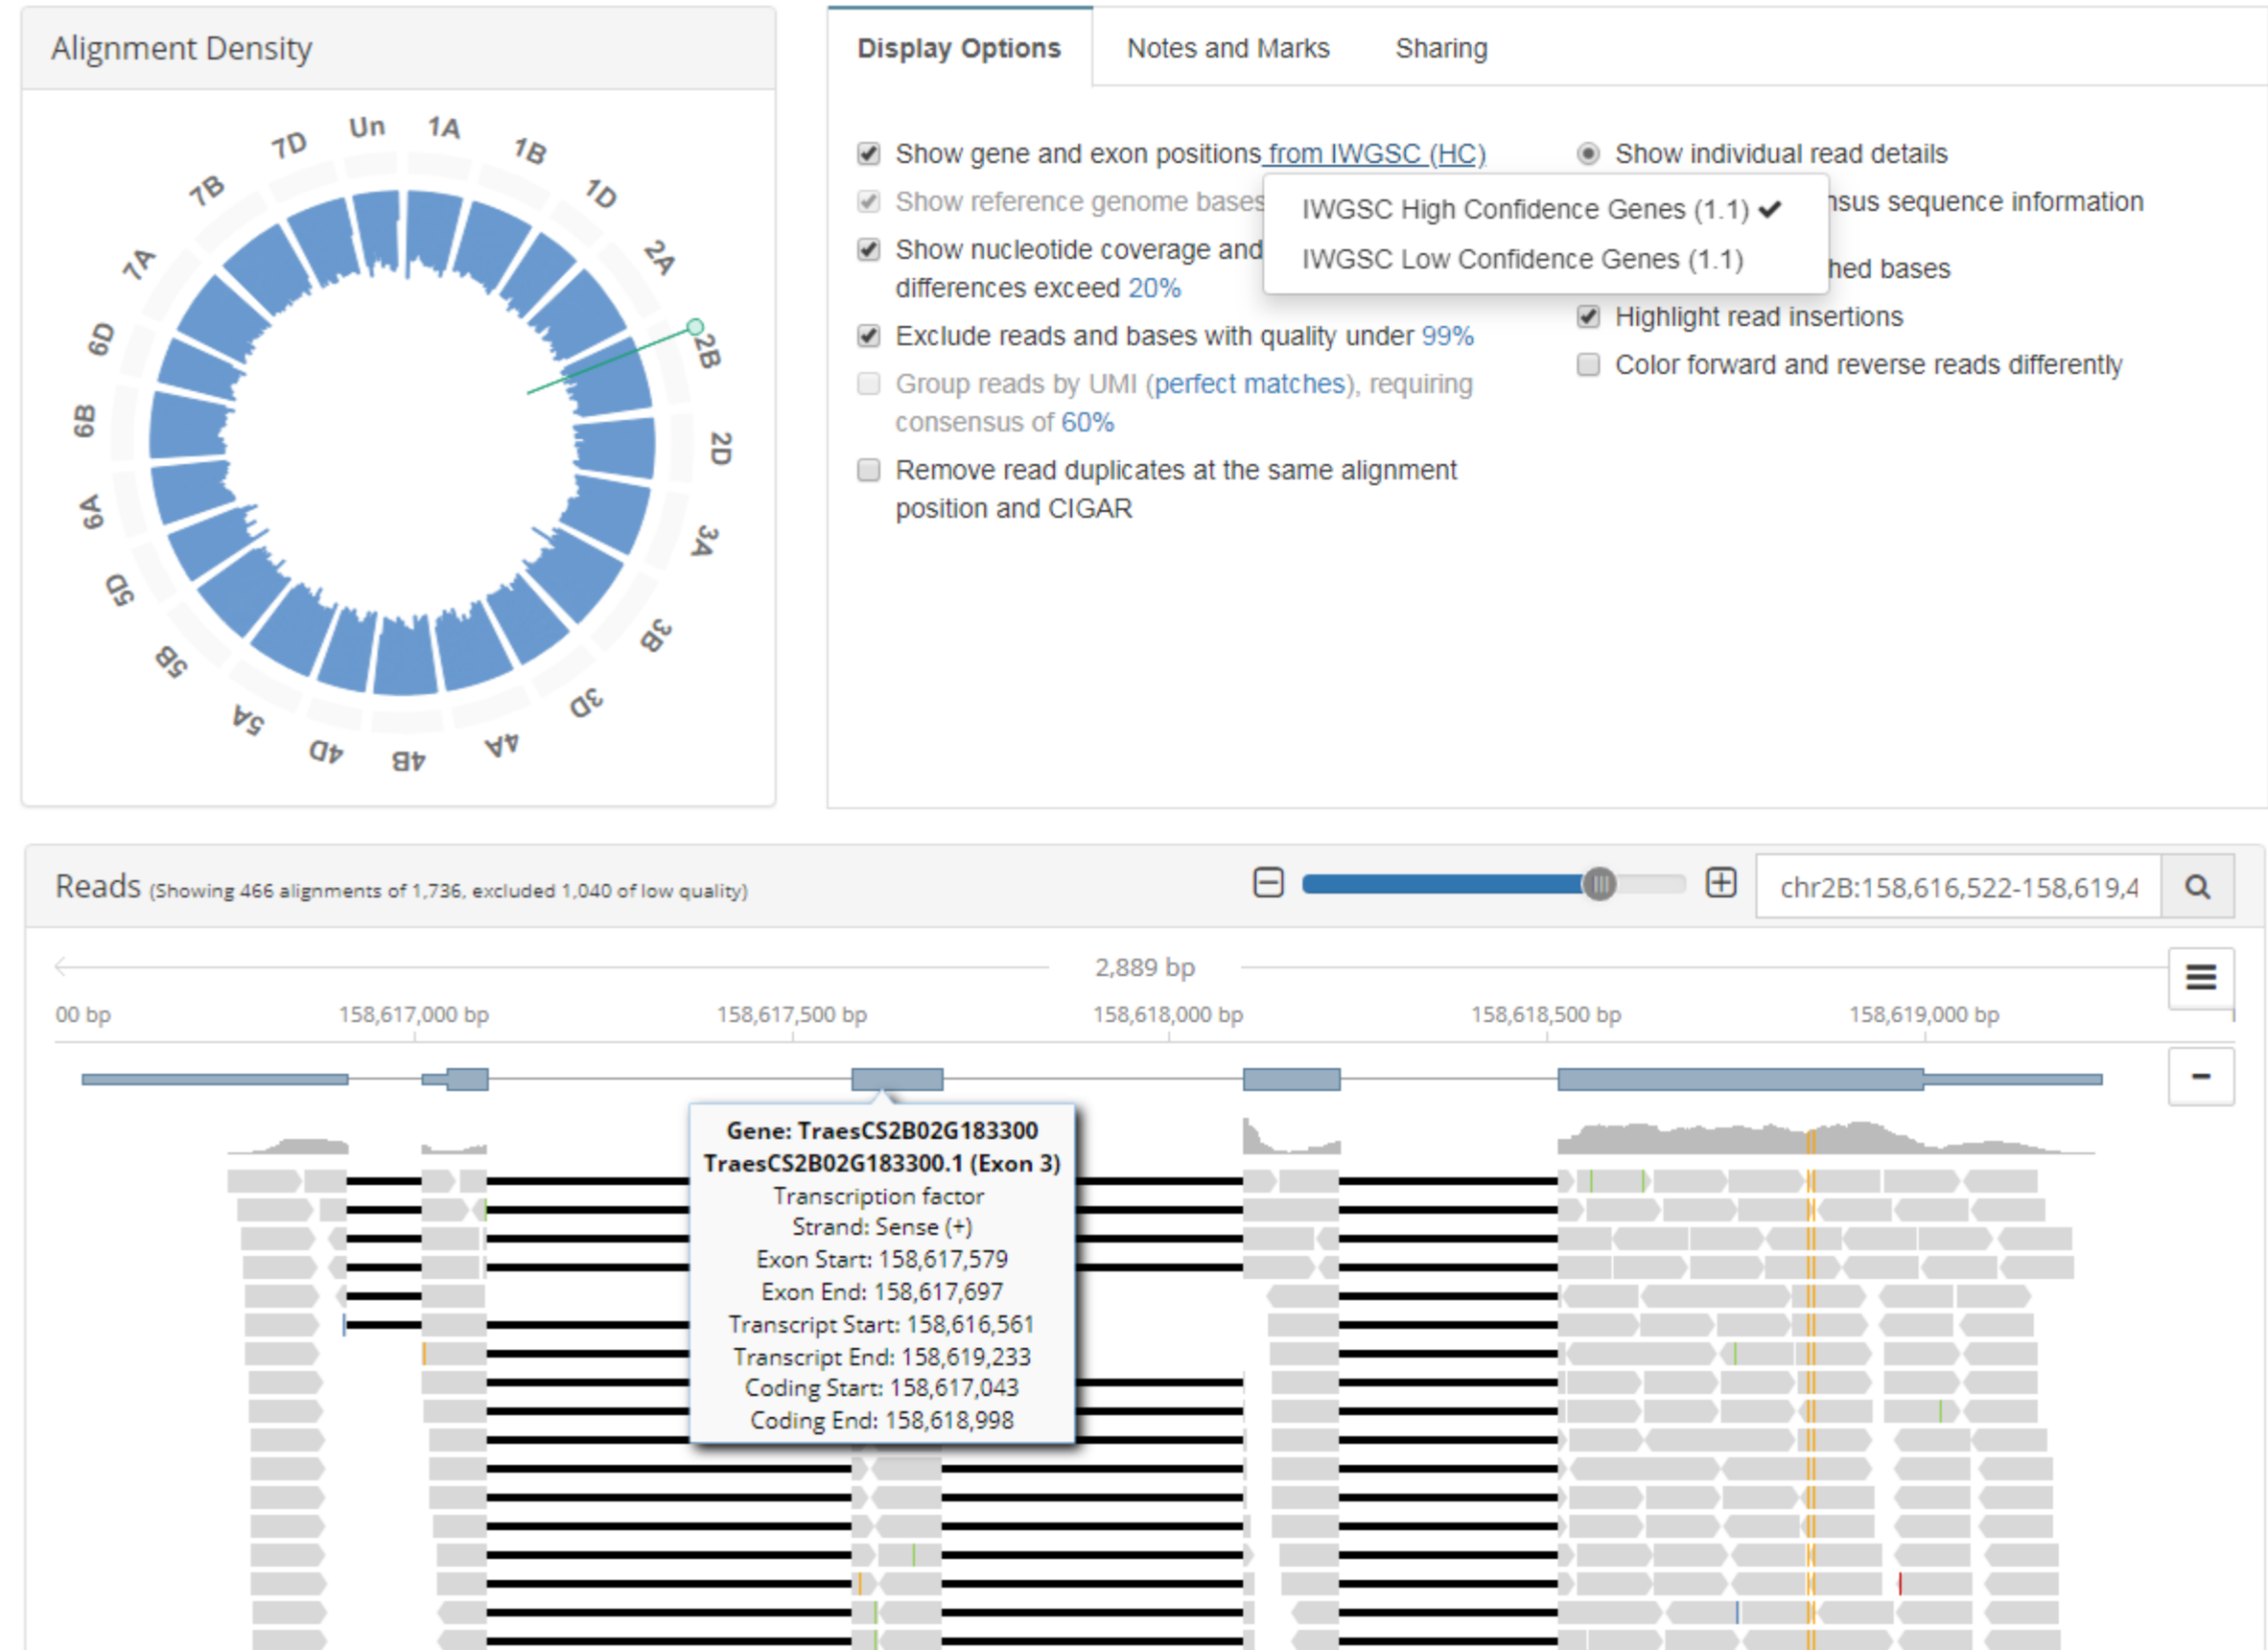 Alignment Density
Un
1A
1B
1D
2A
2B
2D
3A
3B
3D
4A
4B
4D
5A
5B
5D
6A
6B
6D
7A
7B
7D
Display Options
Notes and Marks
Sharing
Show gene and exon positions from IWGSC (HC)
Show reference genome bases
Show nucleotide coverage and
differences exceed 20%
Exclude reads and bases with quality under 99%
Group reads by UMI (perfect matches), requiring
consensus of 60%
Remove read duplicates at the same alignment
position and CIGAR
IWGSC High Confidence Genes (1.1)
IWGSC Low Confidence Genes (1.1)
Show individual read details
sequence information
bases
Highlight read insertions
Color forward and reverse reads differently
Reads (Showing 466 alignments of 1,736, excluded 1,040 of low quality)
chr2B:158,616,522-158,619,4
2,889 bp
00 bp
158,617,000 bp
158,617,500 bp
158,618,000 bp
158,618,500 bp
158,619,000 bp
Gene: TraesCS2B02G183300
TraesCS2B02G183300.1 (Exon 3)
Transcription factor
Strand: Sense (+)
Exon Start: 158,617,579
Exon End: 158,617,697
Transcript Start: 158,616,561
Transcript End: 158,619,233
Coding Start: 158,617,043
Coding End: 158,618,998